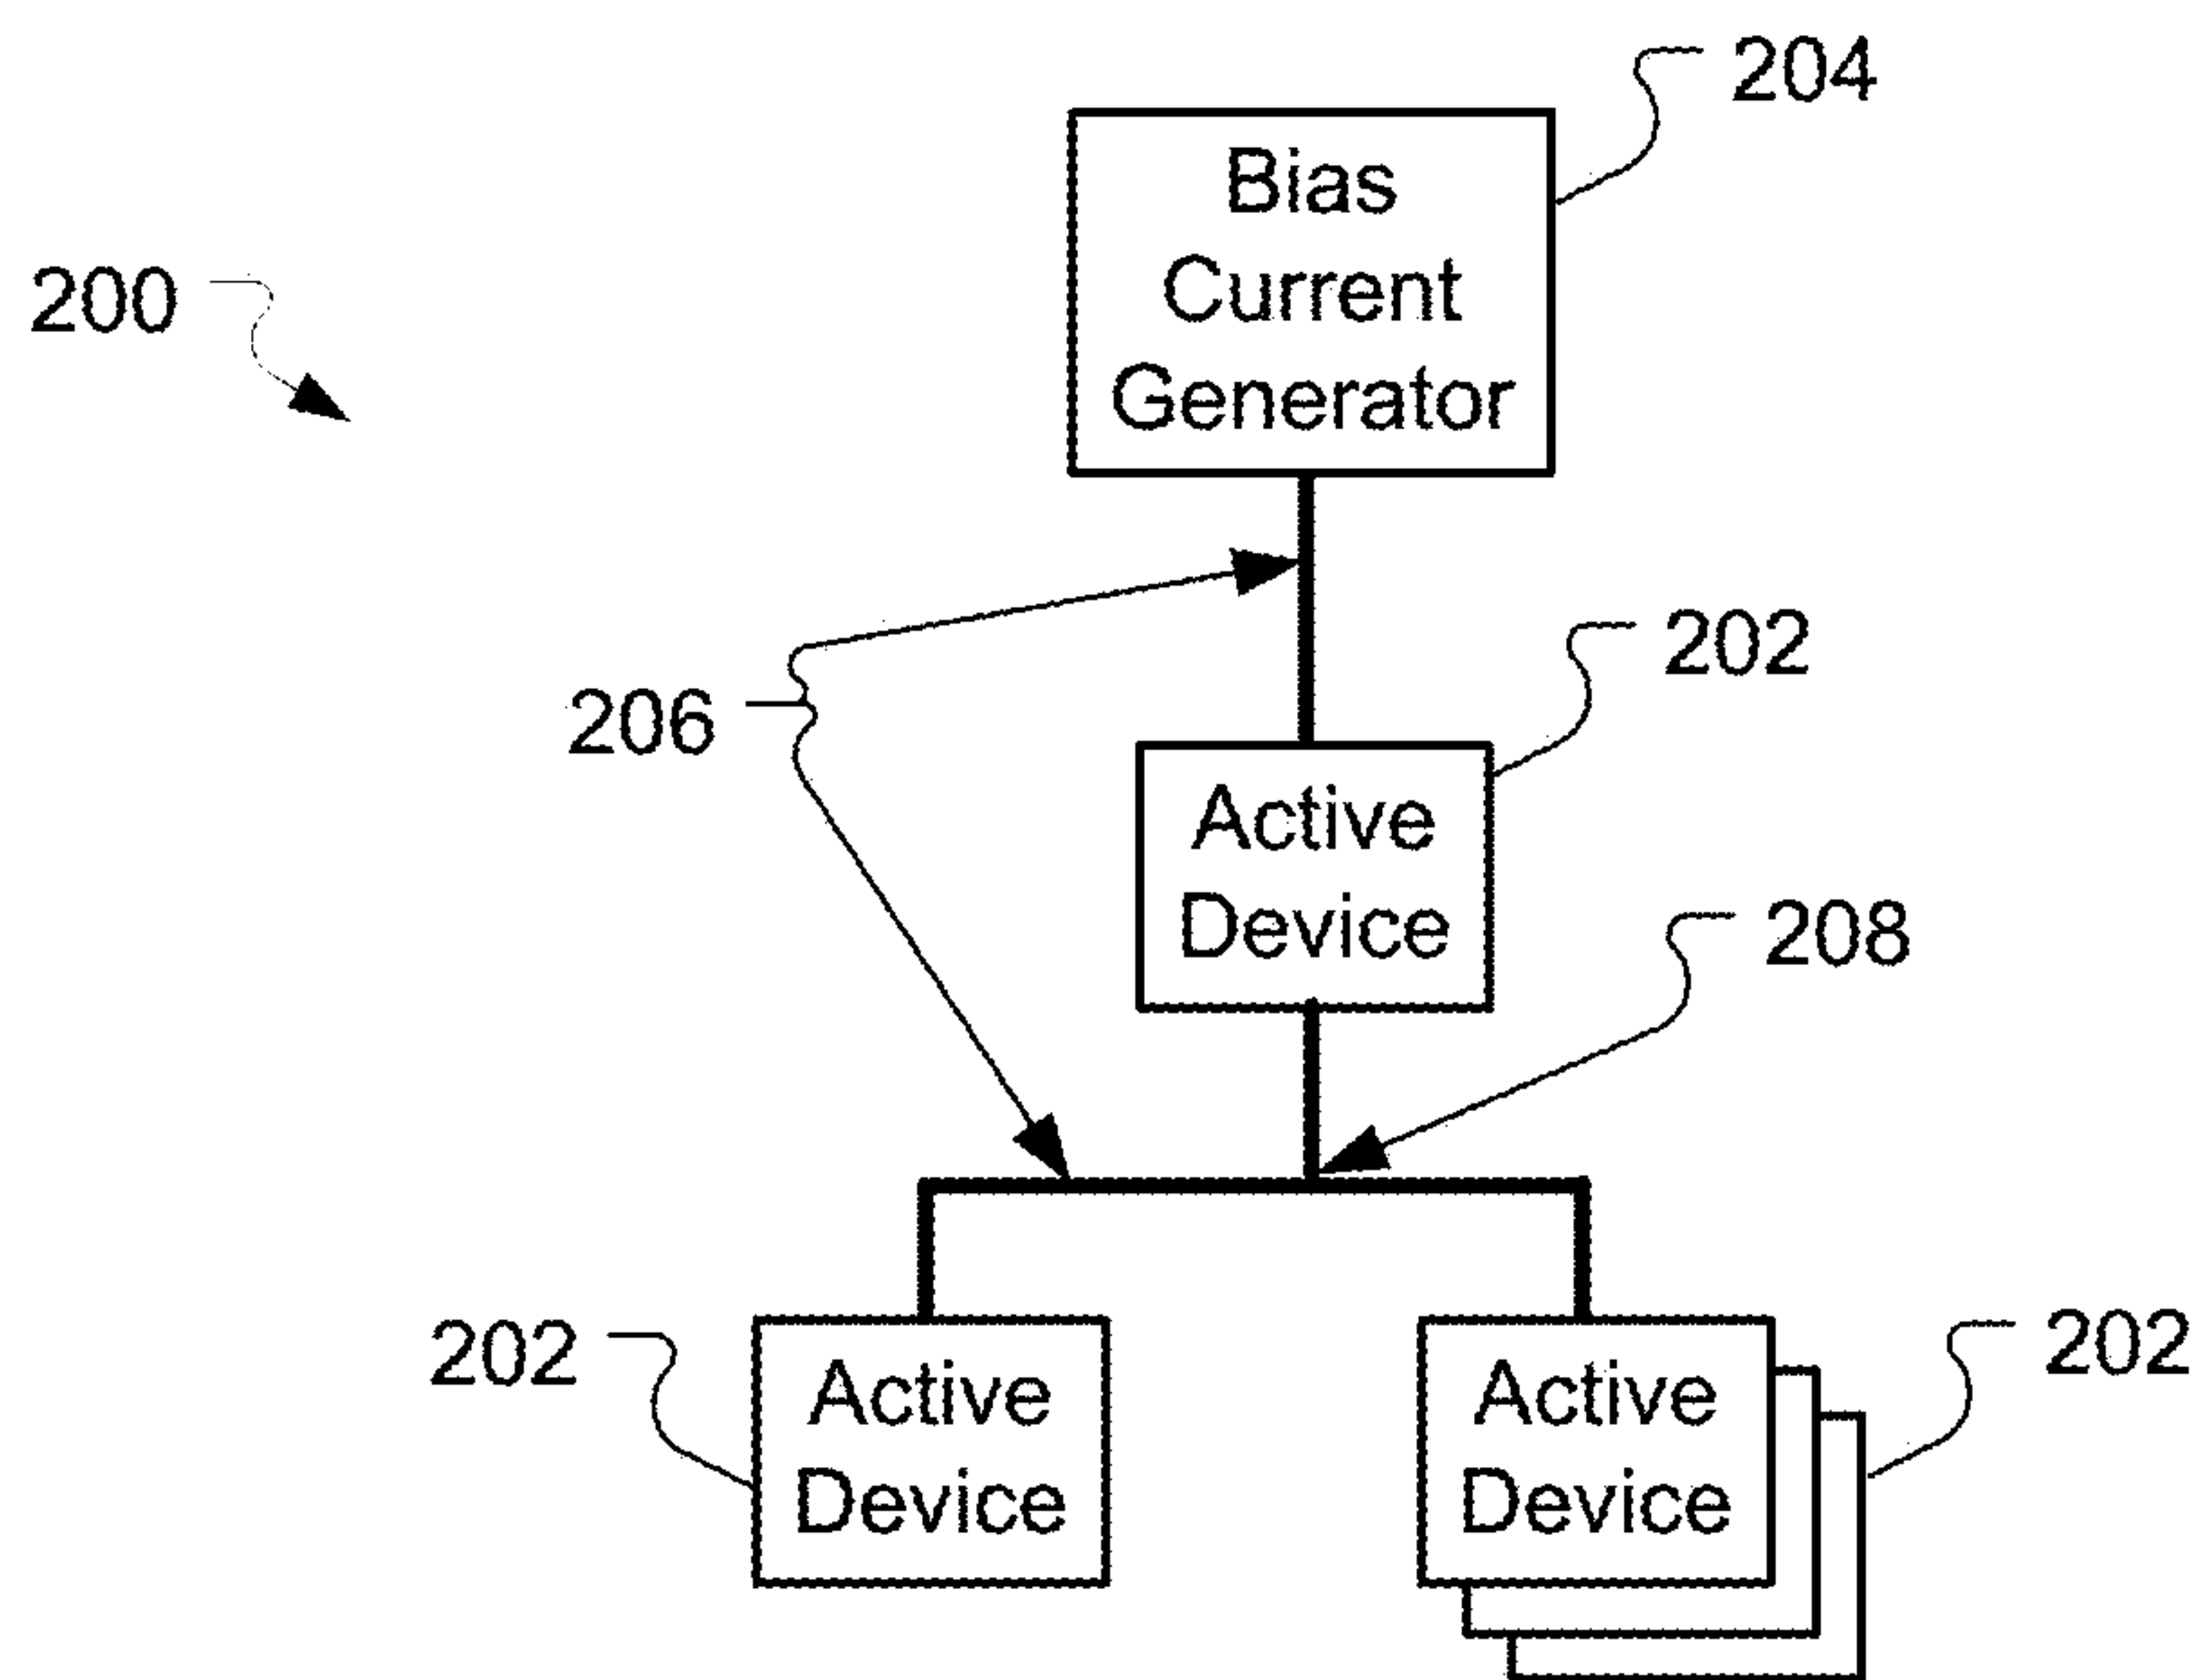 204
Bias
Current
Generator
200
202
206
Active
Device
208
202
Active
Device
Active
Device
202